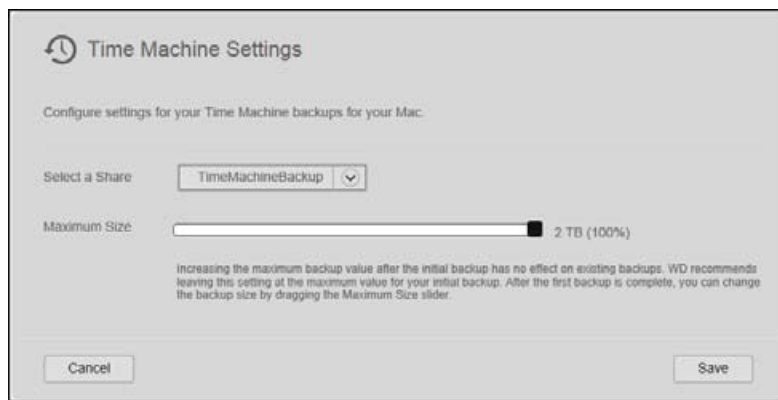 Time Machine Settings
Configure settings for your Time Machine backups for your Mac.
Select a Share
TimeMachineBackup
Maximum Size
2 TB (100%)
Increasing the maximum backup value after the initial backup has no effect on existing backups. WD recommends
leaving this setting at the maximum value for your initial backup. After the first backup is complete, you can change
the backup size by dragging the Maximum Size slider.
Cancel
Save